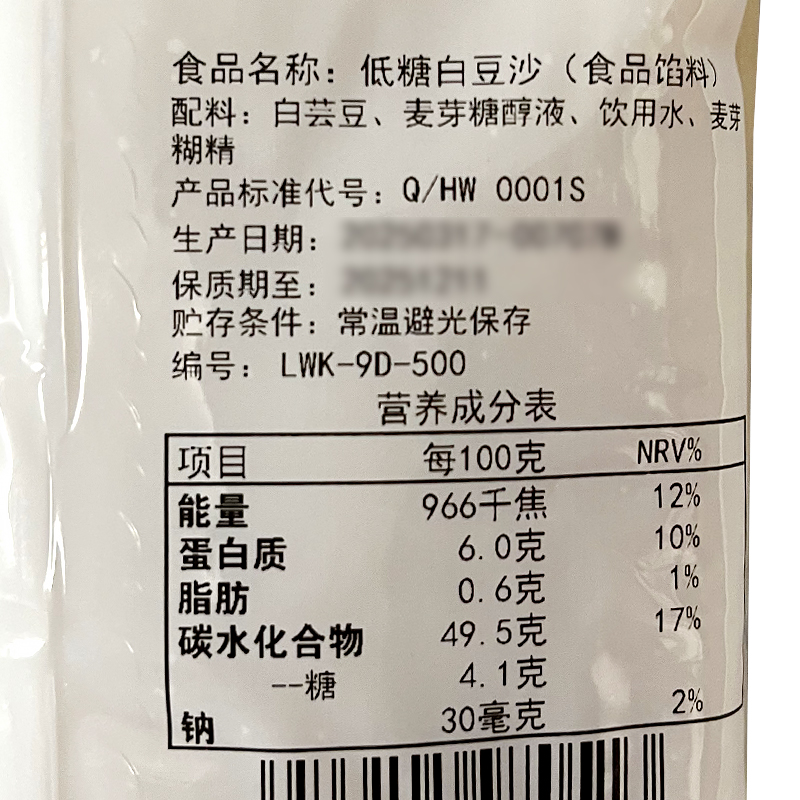 食品名称：低糖白豆沙（食品馅料）
配料：白芸豆、麦芽糖醇液、饮用水、麦芽
糊精
产品标准代号：Q/HW 0001S
生产日期：
保质期至：
贮存条件：常温避光保存
编号：LWK-9D-500
营养成分表
项目 每100克 NRV%
能量 966千焦 12%
蛋白质 6.0克 10%
脂肪 0.6克 1%
碳水化合物 49.5克 17%
--糖 4.1克
钠 30毫克 2%